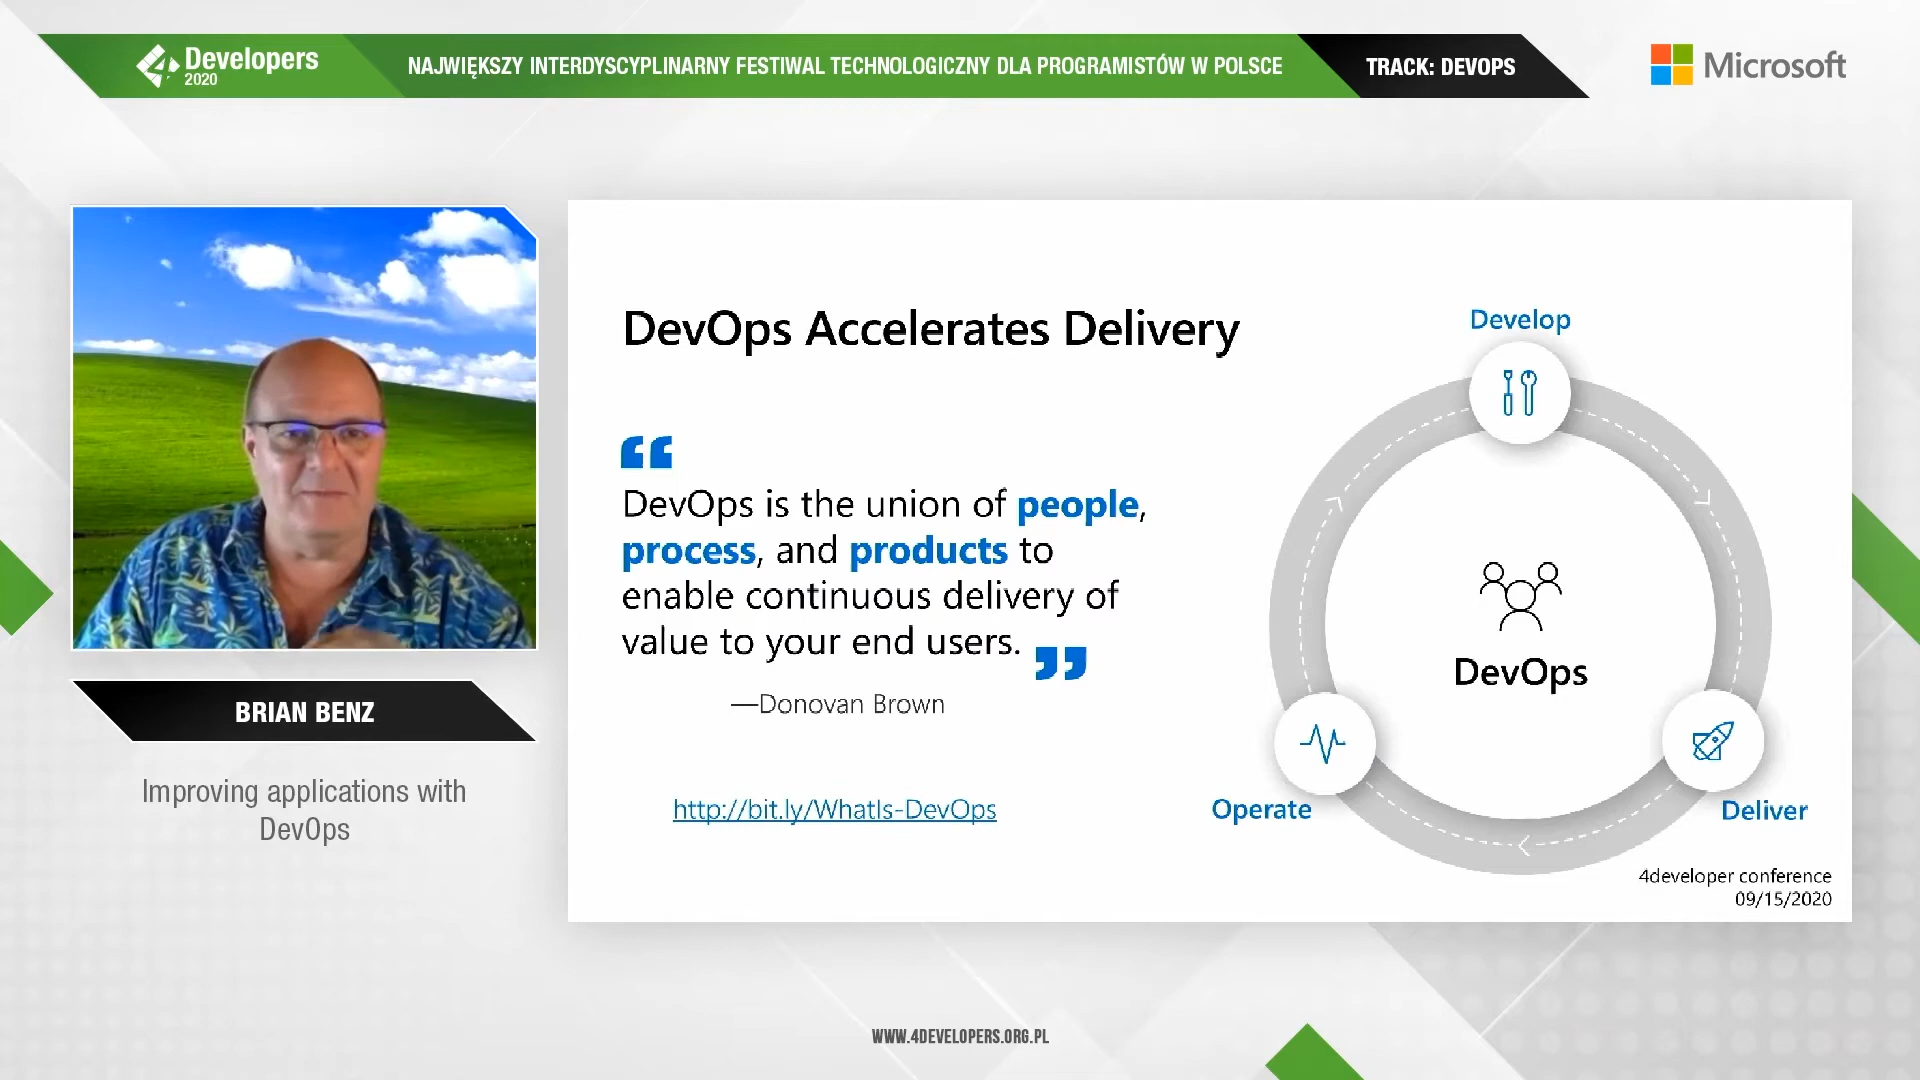 4 Developers
2020
NAJWIĘKSZY INTERDYSCYPLINARNY FESTIWAL TECHNOLOGICZNY DLA PROGRAMISTÓW W POLSCE
TRACK: DEVOPS
Microsoft
BRIAN BENZ
Improving applications with
DevOps
DevOps Accelerates Delivery
“
DevOps is the union of people,
process, and products to
enable continuous delivery of
value to your end users. ”
—Donovan Brown
http://bit.ly/WhatIs-DevOps
Develop
DevOps
Operate
Deliver
4developer conference
09/15/2020
WWW.4DEVELOPERS.ORG.PL